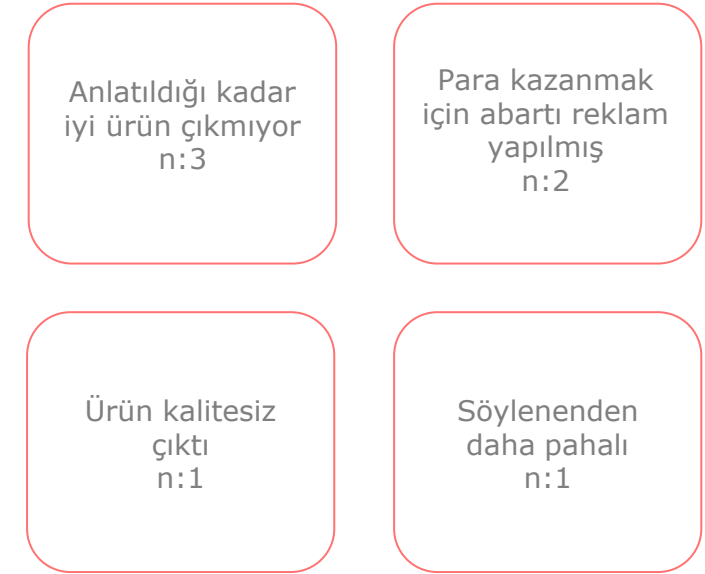 Anlatıldığı kadar
iyi ürün çıkmıyor
n:3
Para kazanmak
için abartı reklam
yapılmış
n:2
Ürün kalitesiz
çıktı
n:1
Söylenenden
daha pahalı
n:1